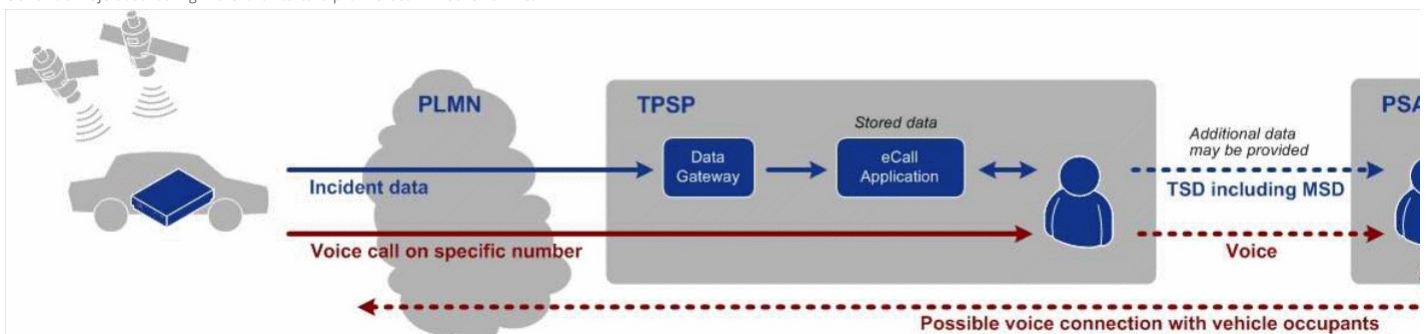 PLMN
TPSP
PSA
Stored data
Data
Gateway
eCall
Application
Additional data
may be provided
Incident data
TSD including MSD
Voice call on specific number
Voice
Possible voice connection with vehicle occupants